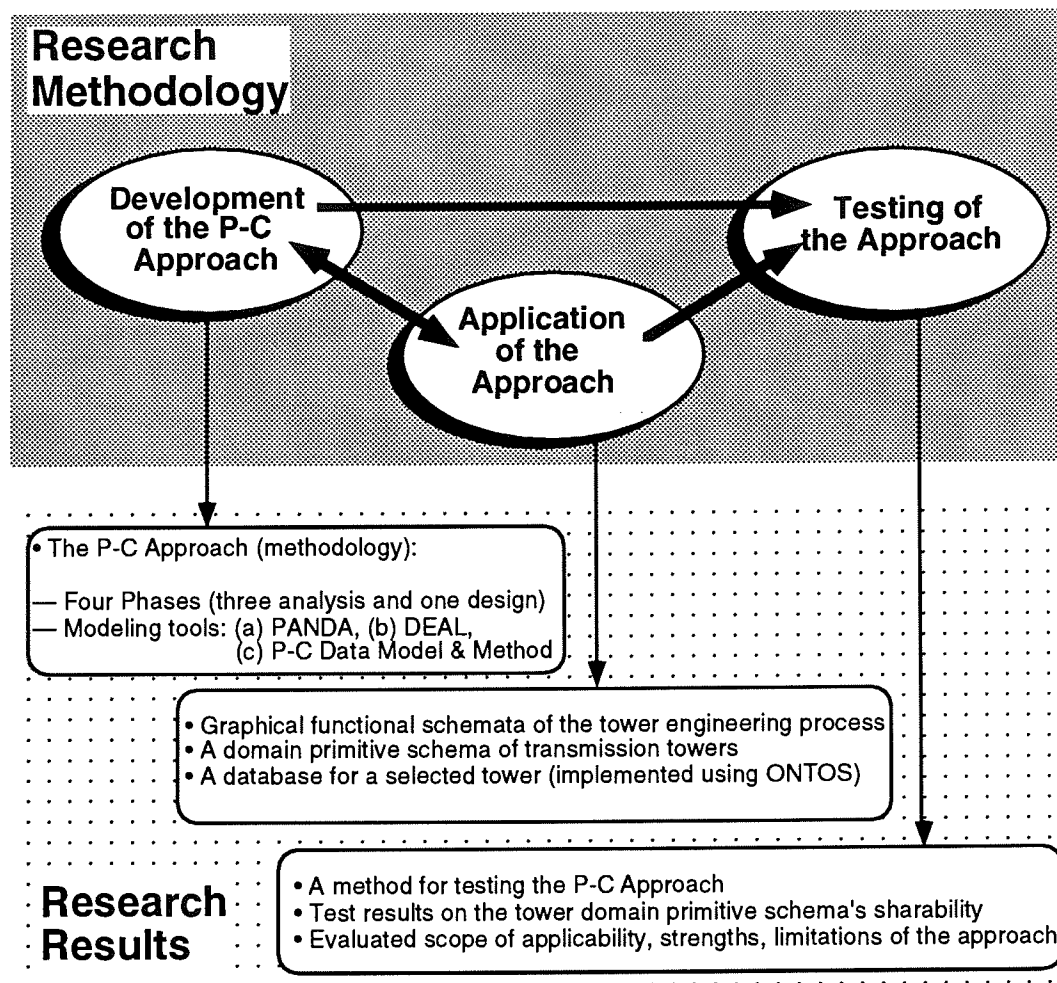 Research
Methodology
Development
of the P-C
Approach
Testing of
the Approach
Application
of the
Approach
• The P-C Approach (methodology):
— Four Phases (three analysis and one design)
— Modeling tools: (a) PANDA, (b) DEAL,
(c) P-C Data Model & Method
• Graphical functional schemata of the tower engineering process
• A domain primitive schema of transmission towers
• A database for a selected tower (implemented using ONTOS)
Research
Results
• A method for testing the P-C Approach
• Test results on the tower domain primitive schema's sharability
• Evaluated scope of applicability, strengths, limitations of the approach